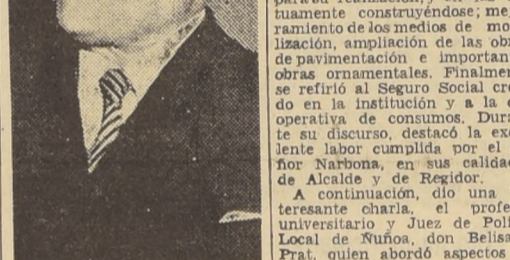 tuamente construyéndose; me
ramiento de los medios de mo
lización, ampliación de las ob
de pavimentación e importan
obras ornamentales. Finalmen
se refirió al Seguro Social cre
do en la institución y a la c
operativa de consumos. Dura
te su discurso, destacó la exc
lente labor cumplida por el
ñor Narbona, en sus calidad
de Alcalde y de Regidor.
A continuación, dio una
teresante charla, el profe
universitario y Juez de Poli
Local de Ñuñoa, don Belisa
Prat, quien abordó aspectos